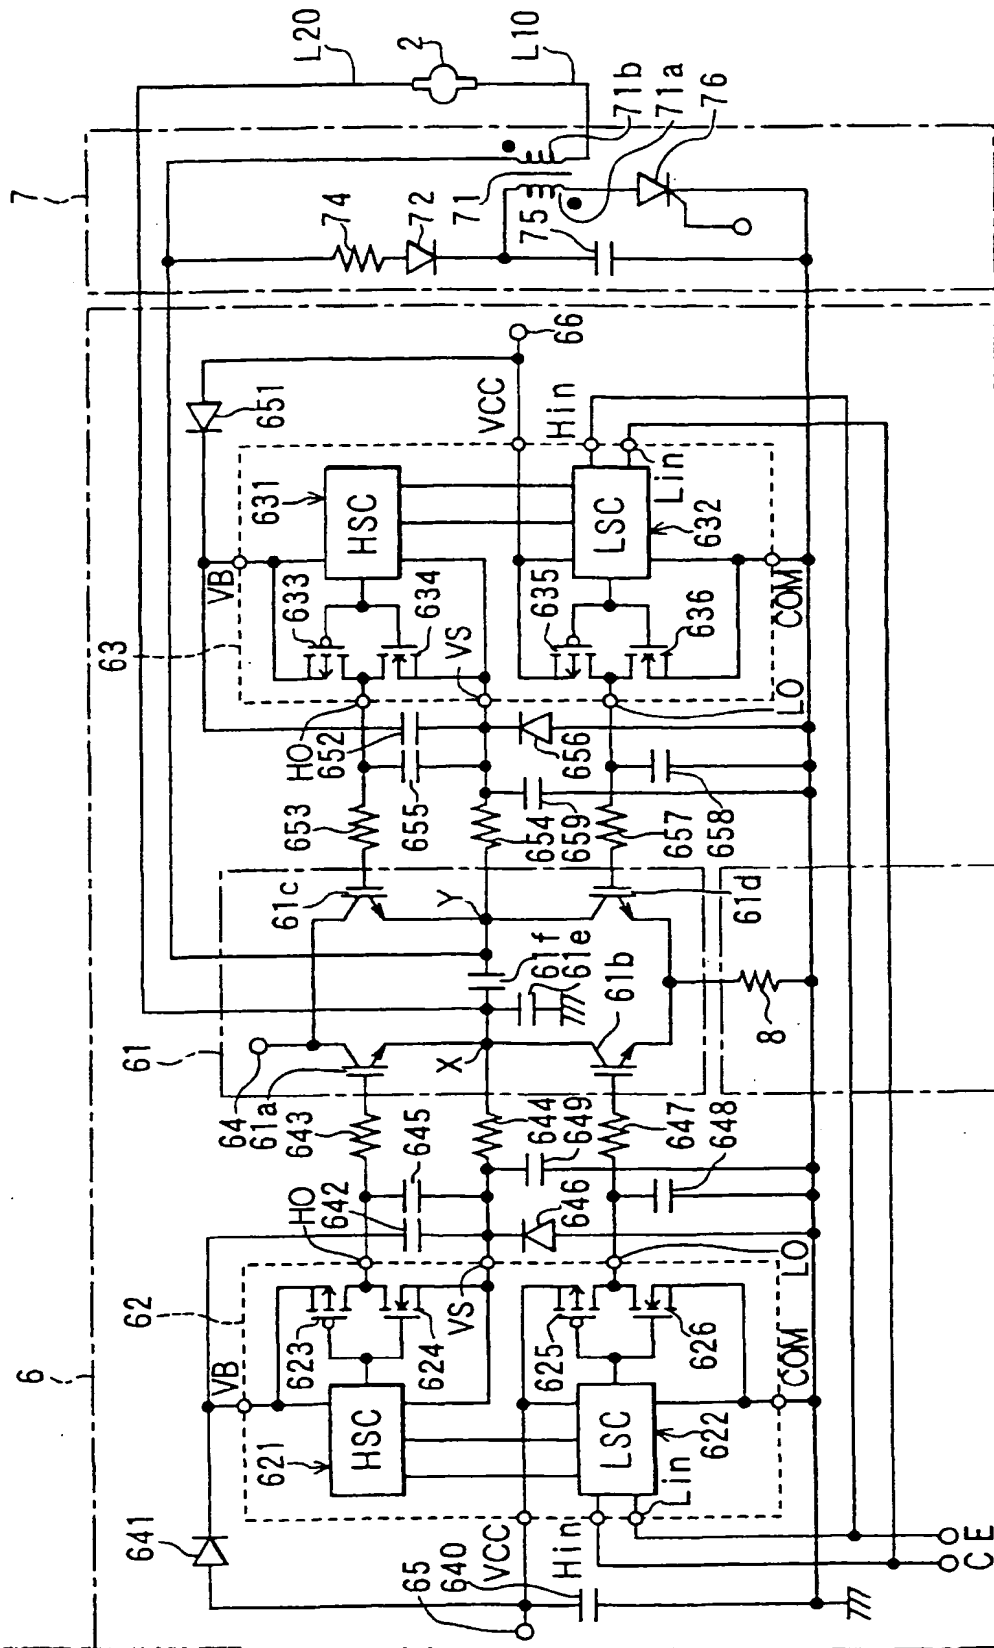 6
7
L20
2
L10
71b
71a
76
74
72
71
75
66
651
VCC
Hin
Lin
631
HSC
LSC
632
VB
633
634
635
636
VS
COM
63
HO
652
655
656
LO
653
654
659
657
658
61c
Y
61d
61f
61e
61b
8
61
X
64
61a
643
645
642
644
649
647
648
646
HO
62
VS
LO
VB
623
624
625
626
COM
621
HSC
LSC
622
Lin
641
VCC
Hin
65
640
C
E